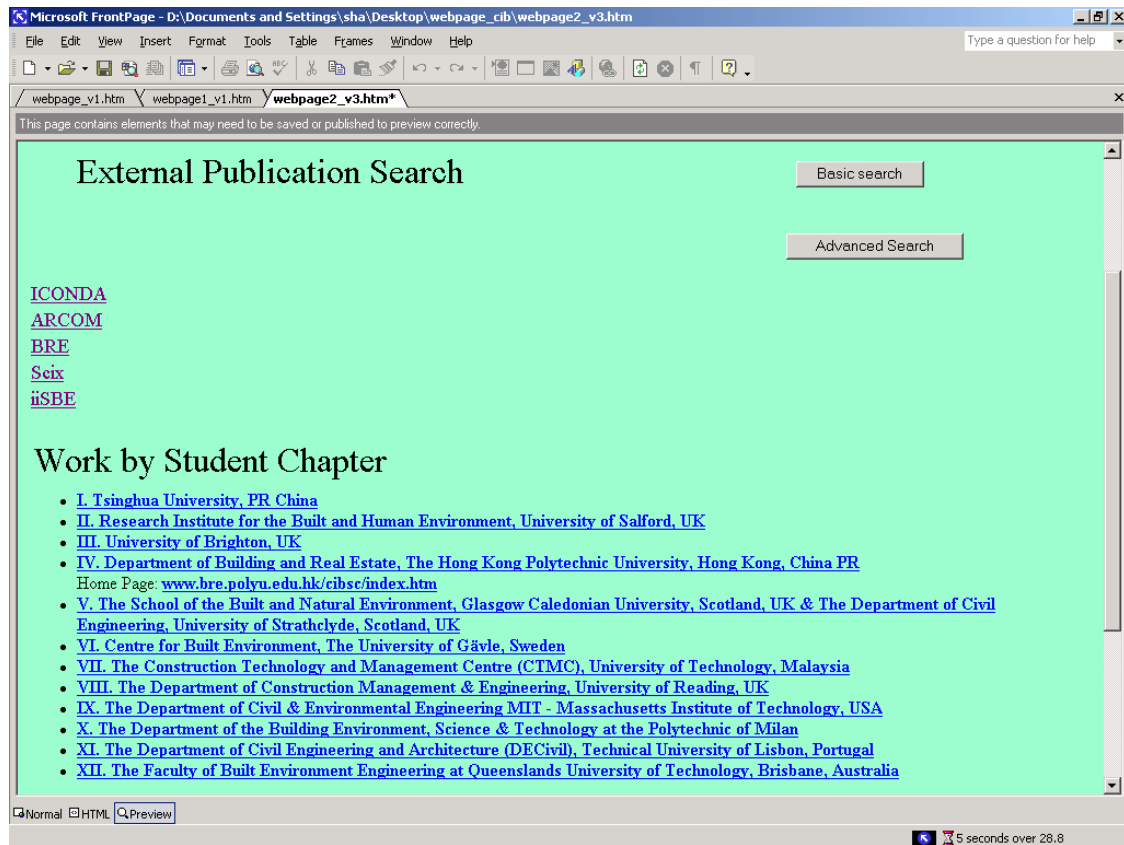 Microsoft FrontPage - D:\Documents and Settings\sha\Desktop\webpage_cib\webpage2_v3.htm
File Edit View Insert Format Tools Table Frames Window Help
Type a question for help
webpage_v1.htm webpage1_v1.htm webpage2_v3.htm*
This page contains elements that may need to be saved or published to preview correctly.
External Publication Search
Basic search
Advanced Search
ICONDA
ARCOM
BRE
Scix
iiSBE
Work by Student Chapter
• I. Tsinghua University, PR China
• II. Research Institute for the Built and Human Environment, University of Salford, UK
• III. University of Brighton, UK
• IV. Department of Building and Real Estate, The Hong Kong Polytechnic University, Hong Kong, China PR
Home Page: www.bre.polyu.edu.hk/cibsc/index.htm
• V. The School of the Built and Natural Environment, Glasgow Caledonian University, Scotland, UK & The Department of Civil
Engineering, University of Strathclyde, Scotland, UK
• VI. Centre for Built Environment, The University of Gävle, Sweden
• VII. The Construction Technology and Management Centre (CTMC), University of Technology, Malaysia
• VIII. The Department of Construction Management & Engineering, University of Reading, UK
• IX. The Department of Civil & Environmental Engineering MIT - Massachusetts Institute of Technology, USA
• X. The Department of the Building Environment, Science & Technology at the Polytechnic of Milan
• XI. The Department of Civil Engineering and Architecture (DECivil), Technical University of Lisbon, Portugal
• XII. The Faculty of Built Environment Engineering at Queenslands University of Technology, Brisbane, Australia
Normal HTML Preview
5 seconds over 28.8